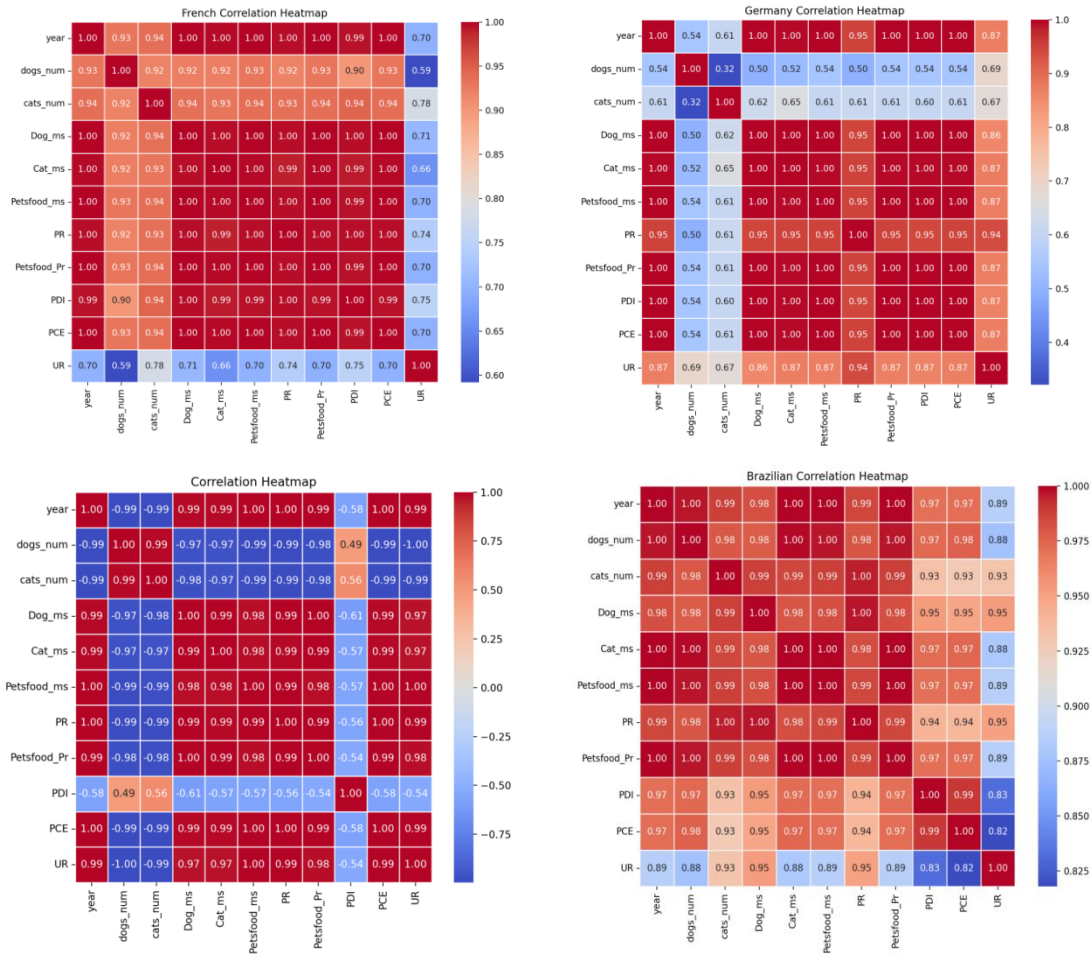 French Correlation Heatmap
year 1.00 0.93 0.94 1.00 1.00 1.00 1.00 1.00 0.99 1.00 0.70
dogs_num 0.93 1.00 0.92 0.92 0.92 0.93 0.92 0.93 0.90 0.93 0.59
cats_num 0.94 0.92 1.00 0.94 0.93 0.94 0.93 0.94 0.94 0.94 0.78
Dog_ms 1.00 0.92 0.94 1.00 1.00 1.00 1.00 1.00 1.00 1.00 0.71
Cat_ms 1.00 0.92 0.93 1.00 1.00 1.00 0.99 1.00 0.99 1.00 0.66
Petsfood_ms 1.00 0.93 0.94 1.00 1.00 1.00 1.00 1.00 0.99 1.00 0.70
PR 1.00 0.92 0.93 1.00 0.99 1.00 1.00 1.00 1.00 1.00 0.74
Petsfood_Pr 1.00 0.93 0.94 1.00 1.00 1.00 1.00 1.00 0.99 1.00 0.70
PDI 0.99 0.90 0.94 1.00 0.99 0.99 1.00 0.99 1.00 0.99 0.75
PCE 1.00 0.93 0.94 1.00 1.00 1.00 1.00 1.00 0.99 1.00 0.70
UR 0.70 0.59 0.78 0.71 0.66 0.70 0.74 0.70 0.75 0.70 1.00
year dogs_num cats_num Dog_ms Cat_ms Petsfood_ms PR Petsfood_Pr PDI PCE UR
1.00
0.95
0.90
0.85
0.80
0.75
0.70
0.65
0.60
Germany Correlation Heatmap
year 1.00 0.54 0.61 1.00 1.00 1.00 0.95 1.00 1.00 1.00 0.87
dogs_num 0.54 1.00 0.32 0.50 0.52 0.54 0.50 0.54 0.54 0.54 0.69
cats_num 0.61 0.32 1.00 0.62 0.65 0.61 0.61 0.61 0.60 0.61 0.67
Dog_ms 1.00 0.50 0.62 1.00 1.00 1.00 0.95 1.00 1.00 1.00 0.86
Cat_ms 1.00 0.52 0.65 1.00 1.00 1.00 0.95 1.00 1.00 1.00 0.87
Petsfood_ms 1.00 0.54 0.61 1.00 1.00 1.00 0.95 1.00 1.00 1.00 0.87
PR 0.95 0.50 0.61 0.95 0.95 0.95 1.00 0.95 0.95 0.95 0.94
Petsfood_Pr 1.00 0.54 0.61 1.00 1.00 1.00 0.95 1.00 1.00 1.00 0.87
PDI 1.00 0.54 0.60 1.00 1.00 1.00 0.95 1.00 1.00 1.00 0.87
PCE 1.00 0.54 0.61 1.00 1.00 1.00 0.95 1.00 1.00 1.00 0.87
UR 0.87 0.69 0.67 0.86 0.87 0.87 0.94 0.87 0.87 0.87 1.00
year dogs_num cats_num Dog_ms Cat_ms Petsfood_ms PR Petsfood_Pr PDI PCE UR
1.0
0.9
0.8
0.7
0.6
0.5
0.4
Correlation Heatmap
year 1.00 -0.99 -0.99 0.99 0.99 1.00 1.00 0.99 -0.58 1.00 0.99
dogs_num -0.99 1.00 0.99 -0.97 -0.97 -0.99 -0.99 -0.98 0.49 -0.99 -1.00
cats_num -0.99 0.99 1.00 -0.98 -0.97 -0.99 -0.99 -0.98 0.56 -0.99 -0.99
Dog_ms 0.99 -0.97 -0.98 1.00 1.00 0.98 0.99 1.00 -0.61 0.99 0.97
Cat_ms 0.99 -0.97 -0.97 1.00 1.00 0.98 0.99 0.99 -0.57 0.99 0.97
Petsfood_ms 1.00 -0.99 -0.99 0.98 0.98 1.00 0.99 0.98 -0.57 1.00 1.00
PR 1.00 -0.99 -0.99 0.99 0.99 0.99 1.00 0.99 -0.56 1.00 0.99
Petsfood_Pr 0.99 -0.98 -0.98 1.00 0.99 0.98 0.99 1.00 -0.54 0.99 0.98
PDI -0.58 0.49 0.56 -0.61 -0.57 -0.57 -0.56 -0.54 1.00 -0.58 -0.54
PCE 1.00 -0.99 -0.99 0.99 0.99 1.00 1.00 0.99 -0.58 1.00 0.99
UR 0.99 -1.00 -0.99 0.97 0.97 1.00 0.99 0.98 -0.54 0.99 1.00
year dogs_num cats_num Dog_ms Cat_ms Petsfood_ms PR Petsfood_Pr PDI PCE UR
1.00
0.75
0.50
0.25
0.00
−0.25
−0.50
−0.75
Brazilian Correlation Heatmap
year 1.00 1.00 0.99 0.98 1.00 1.00 0.99 1.00 0.97 0.97 0.89
dogs_num 1.00 1.00 0.98 0.98 1.00 1.00 0.98 1.00 0.97 0.98 0.88
cats_num 0.99 0.98 1.00 0.99 0.99 0.99 1.00 0.99 0.93 0.93 0.93
Dog_ms 0.98 0.98 0.99 1.00 0.98 0.98 1.00 0.98 0.95 0.95 0.95
Cat_ms 1.00 1.00 0.99 0.98 1.00 1.00 0.98 1.00 0.97 0.97 0.88
Petsfood_ms 1.00 1.00 0.99 0.98 1.00 1.00 0.99 1.00 0.97 0.97 0.89
PR 0.99 0.98 1.00 1.00 0.98 0.99 1.00 0.99 0.94 0.94 0.95
Petsfood_Pr 1.00 1.00 0.99 0.98 1.00 1.00 0.99 1.00 0.97 0.97 0.89
PDI 0.97 0.97 0.93 0.95 0.97 0.97 0.94 0.97 1.00 0.99 0.83
PCE 0.97 0.98 0.93 0.95 0.97 0.97 0.94 0.97 0.99 1.00 0.82
UR 0.89 0.88 0.93 0.95 0.88 0.89 0.95 0.89 0.83 0.82 1.00
year dogs_num cats_num Dog_ms Cat_ms Petsfood_ms PR Petsfood_Pr PDI PCE UR
1.000
0.975
0.950
0.925
0.900
0.875
0.850
0.825